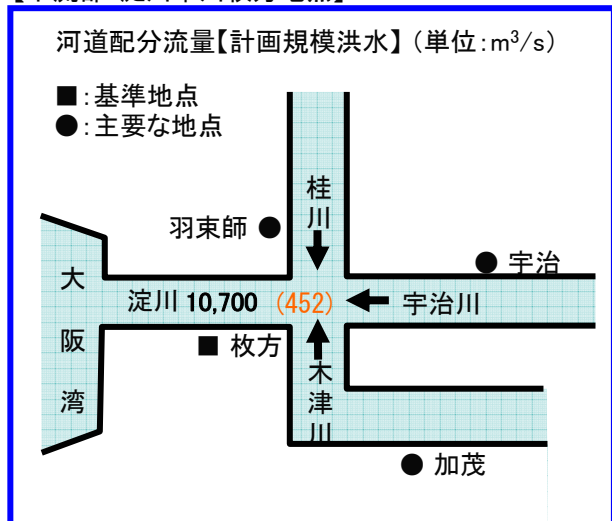 河道配分流量【計画規模洪水】（単位:m³/s）
■:基準地点
●:主要な地点
桂川
羽束師 ●
● 宇治
大阪湾
淀川 10,700 (452)
宇治川
■ 枚方
木津川
● 加茂